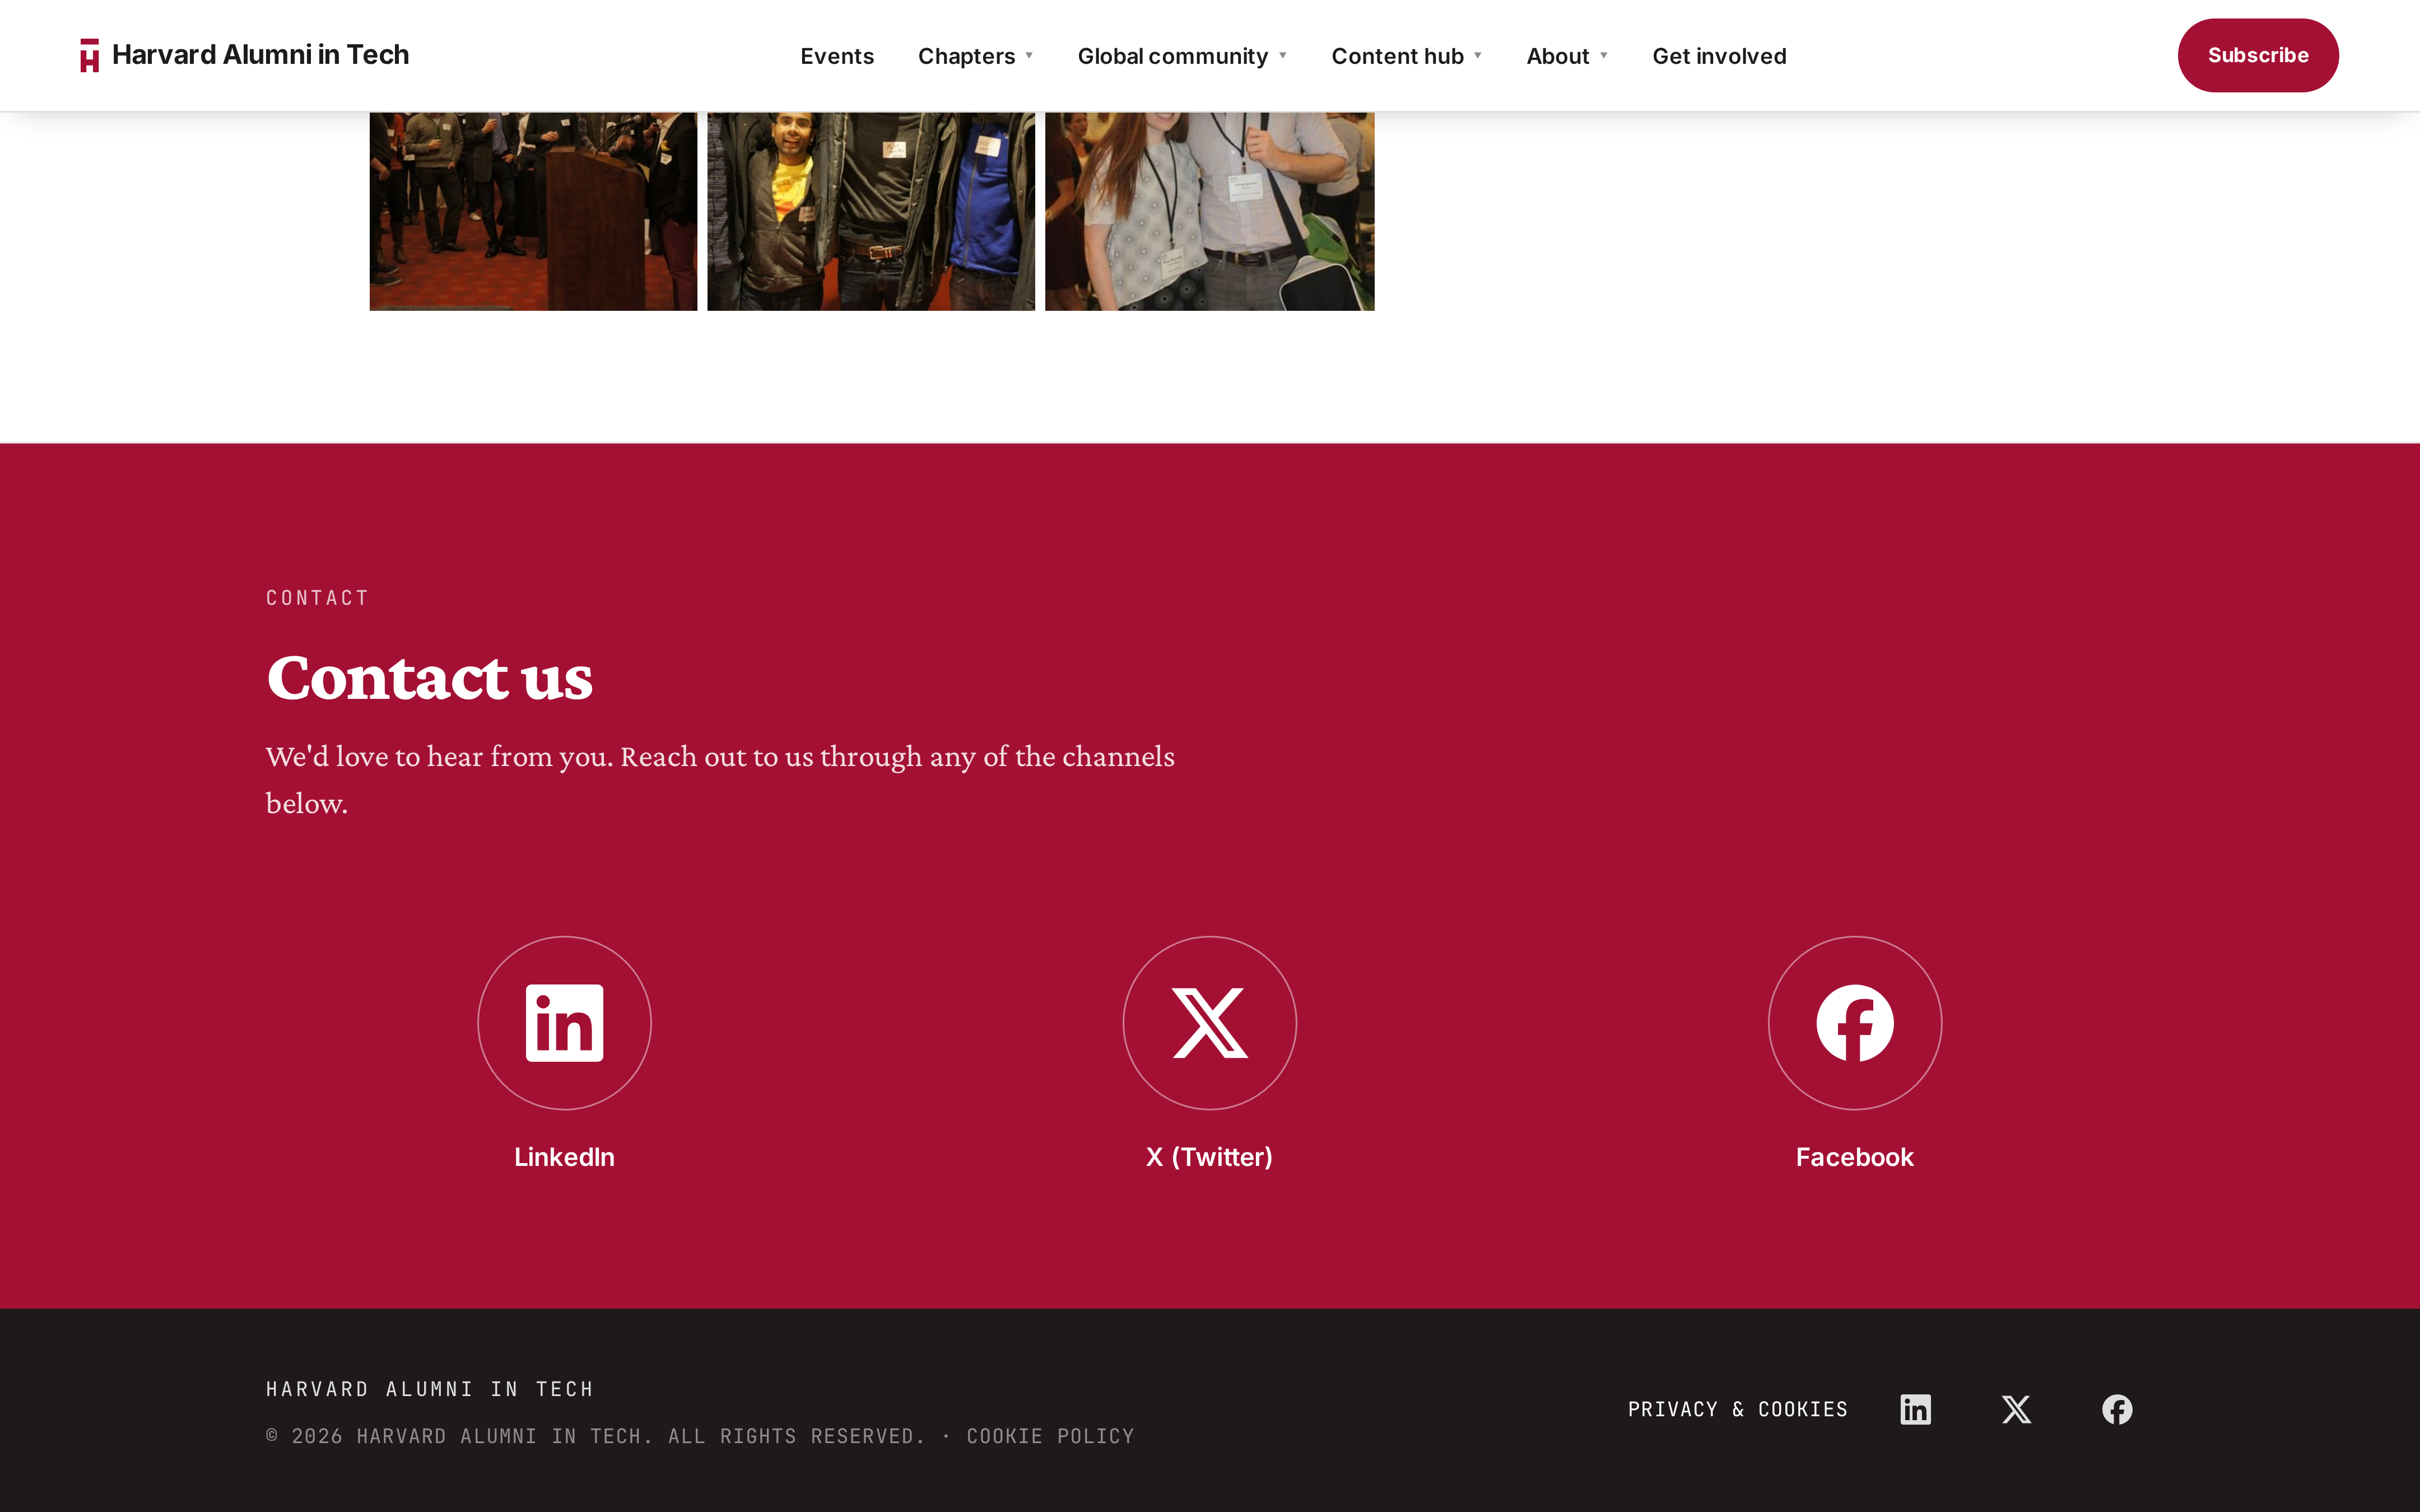 Harvard Alumni in Tech
Events Chapters Global community Content hub About Get involved
Subscribe
CONTACT
Contact us
We'd love to hear from you. Reach out to us through any of the channels
below.
LinkedIn
X (Twitter)
Facebook
HARVARD ALUMNI IN TECH
PRIVACY & COOKIES
© 2026 HARVARD ALUMNI IN TECH. ALL RIGHTS RESERVED. · COOKIE POLICY